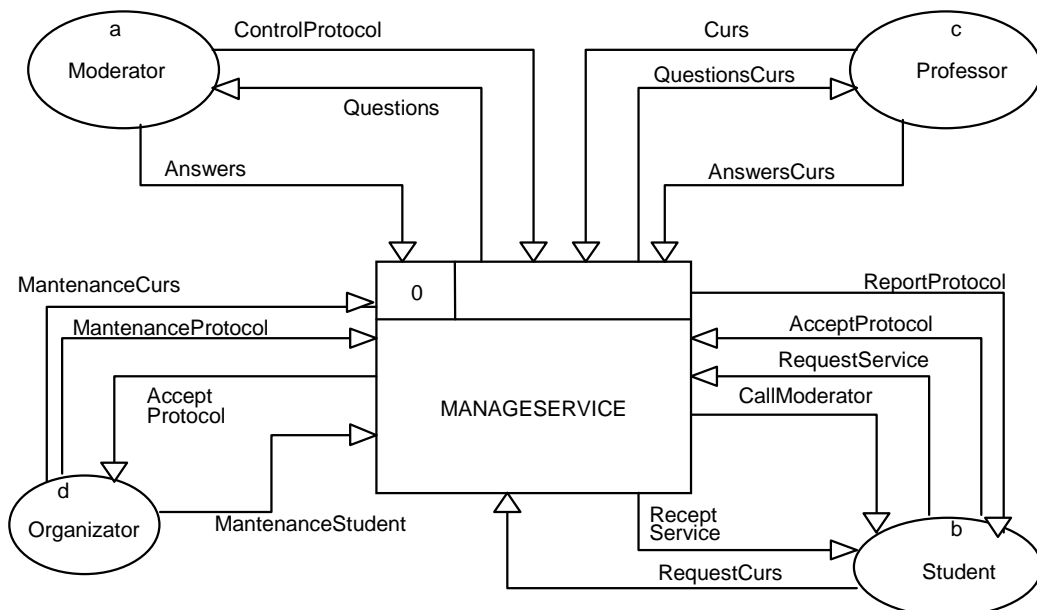 a
Moderator
ControlProtocol
Questions
Answers
Curs
QuestionsCurs
AnswersCurs
c
Professor
MantenanceCurs
MantenanceProtocol
Accept
Protocol
MantenanceStudent
d
Organizator
0
MANAGESERVICE
ReportProtocol
AcceptProtocol
RequestService
CallModerator
Recept
Service
RequestCurs
b
Student